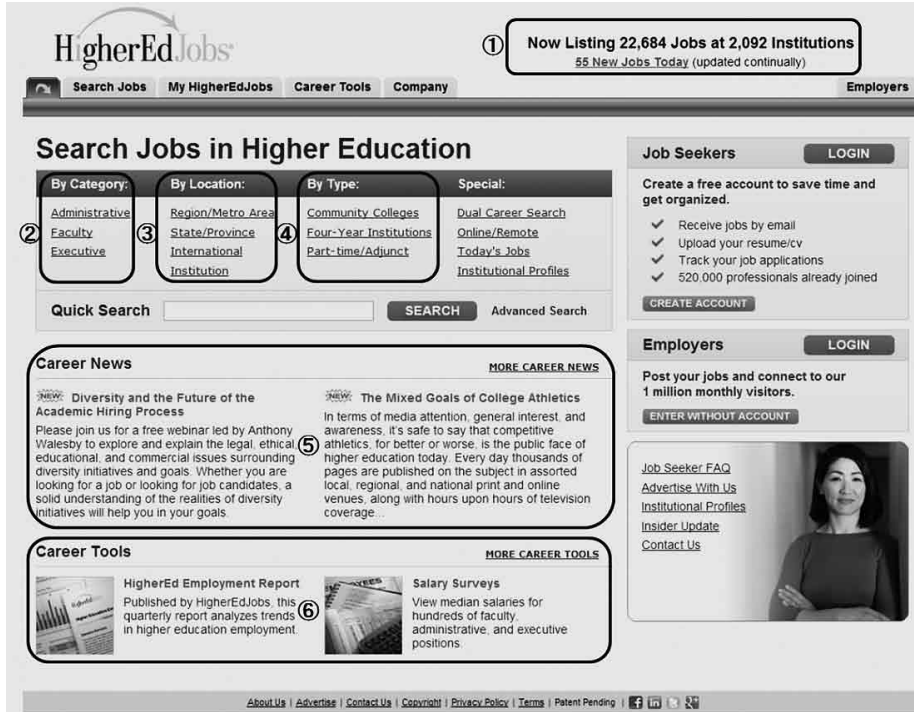 HigherEdJobs
①
Now Listing 22,684 Jobs at 2,092 Institutions
55 New Jobs Today (updated continually)
Search Jobs
My HigherEdJobs
Career Tools
Company
Employers
Search Jobs in Higher Education
By Category:
Administrative
② Faculty
Executive
By Location:
Region/Metro Area
③ State/Province
International
Institution
By Type:
Community Colleges
④ Four-Year Institutions
Part-time/Adjunct
Special:
Dual Career Search
Online/Remote
Today's Jobs
Institutional Profiles
Quick Search
SEARCH
Advanced Search
Career News
MORE CAREER NEWS
NEW! Diversity and the Future of the
Academic Hiring Process
Please join us for a free webinar led by Anthony
Walesby to explore and explain the legal, ethical
educational, and commercial issues surrounding
diversity initiatives and goals. Whether you are
looking for a job or looking for job candidates, a
solid understanding of the realities of diversity
initiatives will help you in your goals.
⑤
NEW! The Mixed Goals of College Athletics
In terms of media attention, general interest, and
awareness, it's safe to say that competitive
athletics, for better or worse, is the public face of
higher education today. Every day thousands of
pages are published on the subject in assorted
local, regional, and national print and online
venues, along with hours upon hours of television
coverage...
Career Tools
MORE CAREER TOOLS
HigherEd Employment Report
Published by HigherEdJobs, this
quarterly report analyzes trends
in higher education employment.
⑥
Salary Surveys
View median salaries for
hundreds of faculty,
administrative, and executive
positions.
Job Seekers
LOGIN
Create a free account to save time and
get organized.
Receive jobs by email
Upload your resume/cv
Track your job applications
520,000 professionals already joined
CREATE ACCOUNT
Employers
LOGIN
Post your jobs and connect to our
1 million monthly visitors.
ENTER WITHOUT ACCOUNT
Job Seeker FAQ
Advertise With Us
Institutional Profiles
Insider Update
Contact Us
About Us | Advertise | Contact Us | Copyright | Privacy Policy | Terms | Patent Pending |